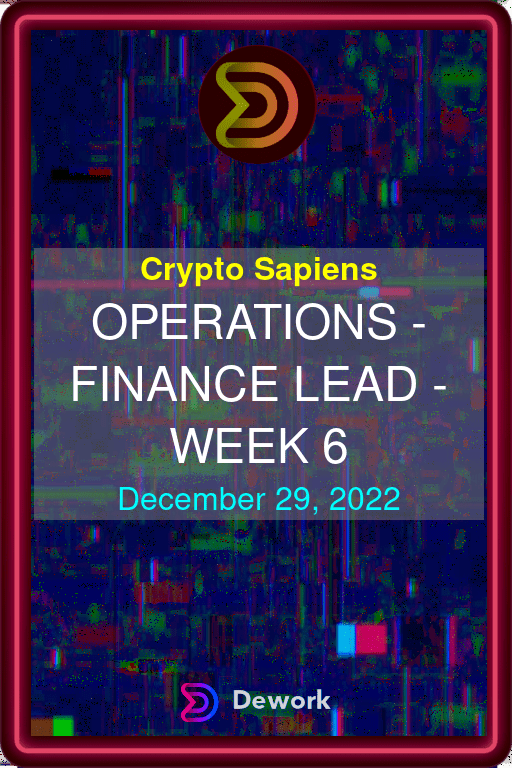 Crypto Sapiens
OPERATIONS -
FINANCE LEAD -
WEEK 6
December 29, 2022
Dework